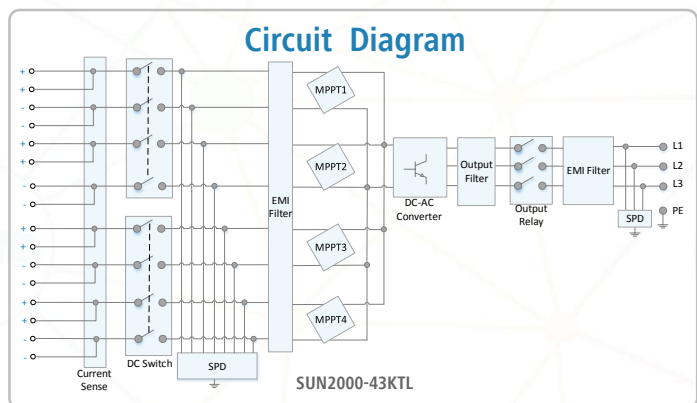 Circuit Diagram
+
+
-
-
+
+
-
-
+
+
-
-
+
+
-
-
Current
Sense
DC Switch
SPD
EMI
Filter
MPPT1
MPPT2
MPPT3
MPPT4
DC-AC
Converter
Output
Filter
Output
Relay
EMI Filter
SPD
L1
L2
L3
PE
SUN2000-43KTL